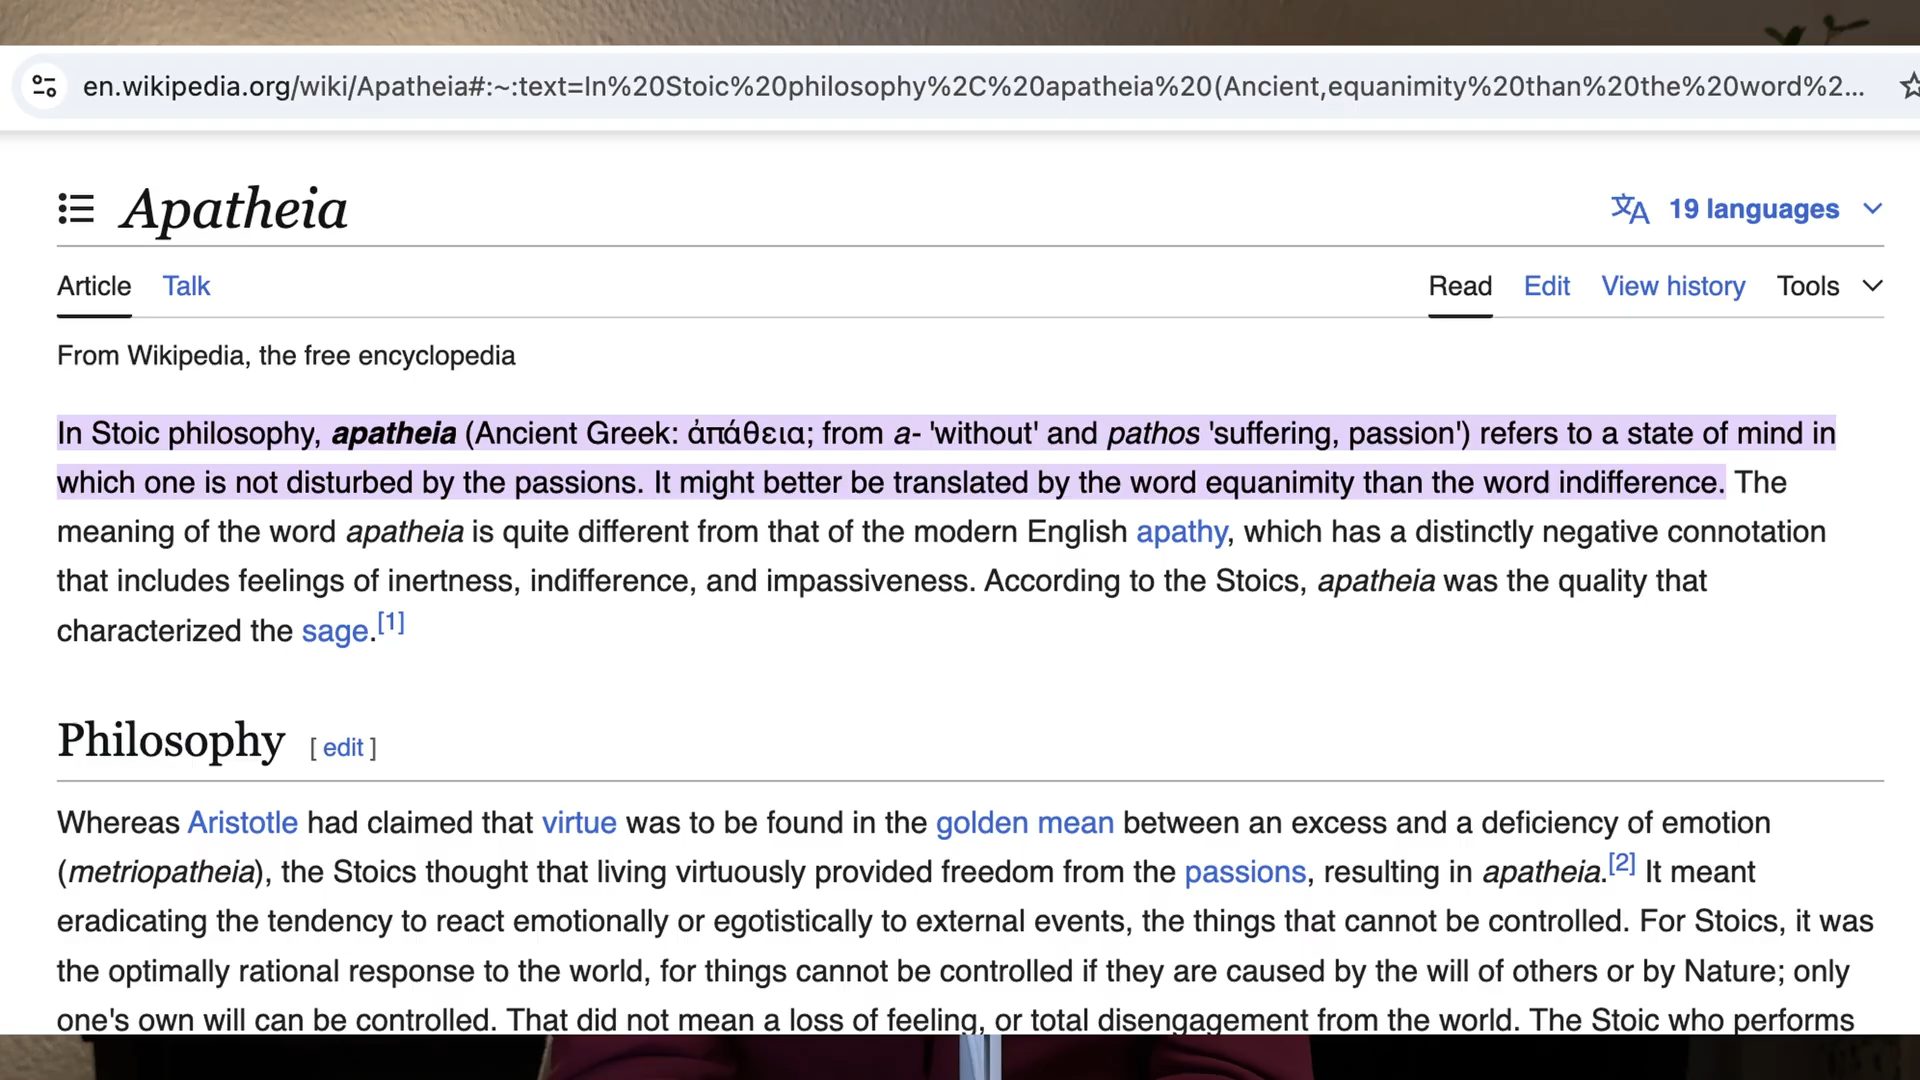 en.wikipedia.org/wiki/Apatheia#:~:text=In%20Stoic%20philosophy%2C%20apatheia%20(Ancient,equanimity%20than%20the%20word%2...
Apatheia
19 languages
Article Talk Read Edit View history Tools
From Wikipedia, the free encyclopedia
In Stoic philosophy, apatheia (Ancient Greek: ἀπάθεια; from a- 'without' and pathos 'suffering, passion') refers to a state of mind in
which one is not disturbed by the passions. It might better be translated by the word equanimity than the word indifference. The
meaning of the word apatheia is quite different from that of the modern English apathy, which has a distinctly negative connotation
that includes feelings of inertness, indifference, and impassiveness. According to the Stoics, apatheia was the quality that
characterized the sage.[1]
Philosophy [ edit ]
Whereas Aristotle had claimed that virtue was to be found in the golden mean between an excess and a deficiency of emotion
(metriopatheia), the Stoics thought that living virtuously provided freedom from the passions, resulting in apatheia.[2] It meant
eradicating the tendency to react emotionally or egotistically to external events, the things that cannot be controlled. For Stoics, it was
the optimally rational response to the world, for things cannot be controlled if they are caused by the will of others or by Nature; only
one's own will can be controlled. That did not mean a loss of feeling, or total disengagement from the world. The Stoic who performs